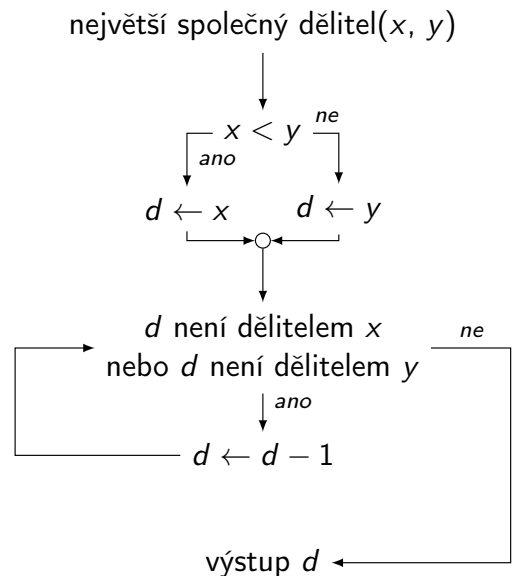 největší společný dělitel(x, y)
x < y
ne
ano
d ← x
d ← y
d není dělitelem x
nebo d není dělitelem y
ne
ano
d ← d − 1
výstup d